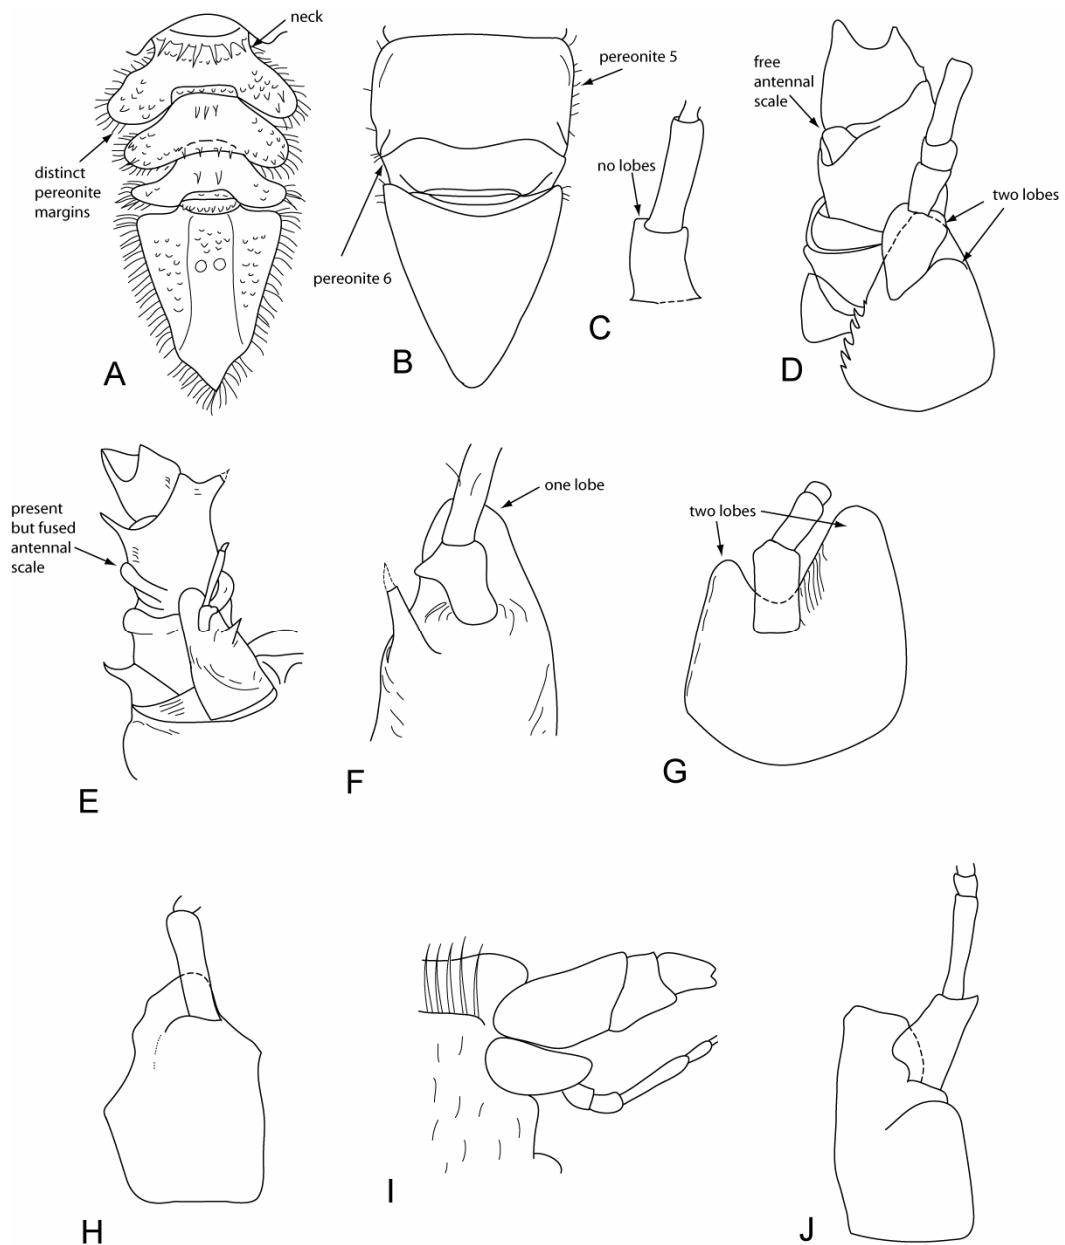 neck
distinct
pereonite
margins
A
pereonite 5
pereonite 6
B
no lobes
C
free
antennal
scale
two lobes
D
present
but fused
antennal
scale
E
one lobe
F
two lobes
G
H
I
J